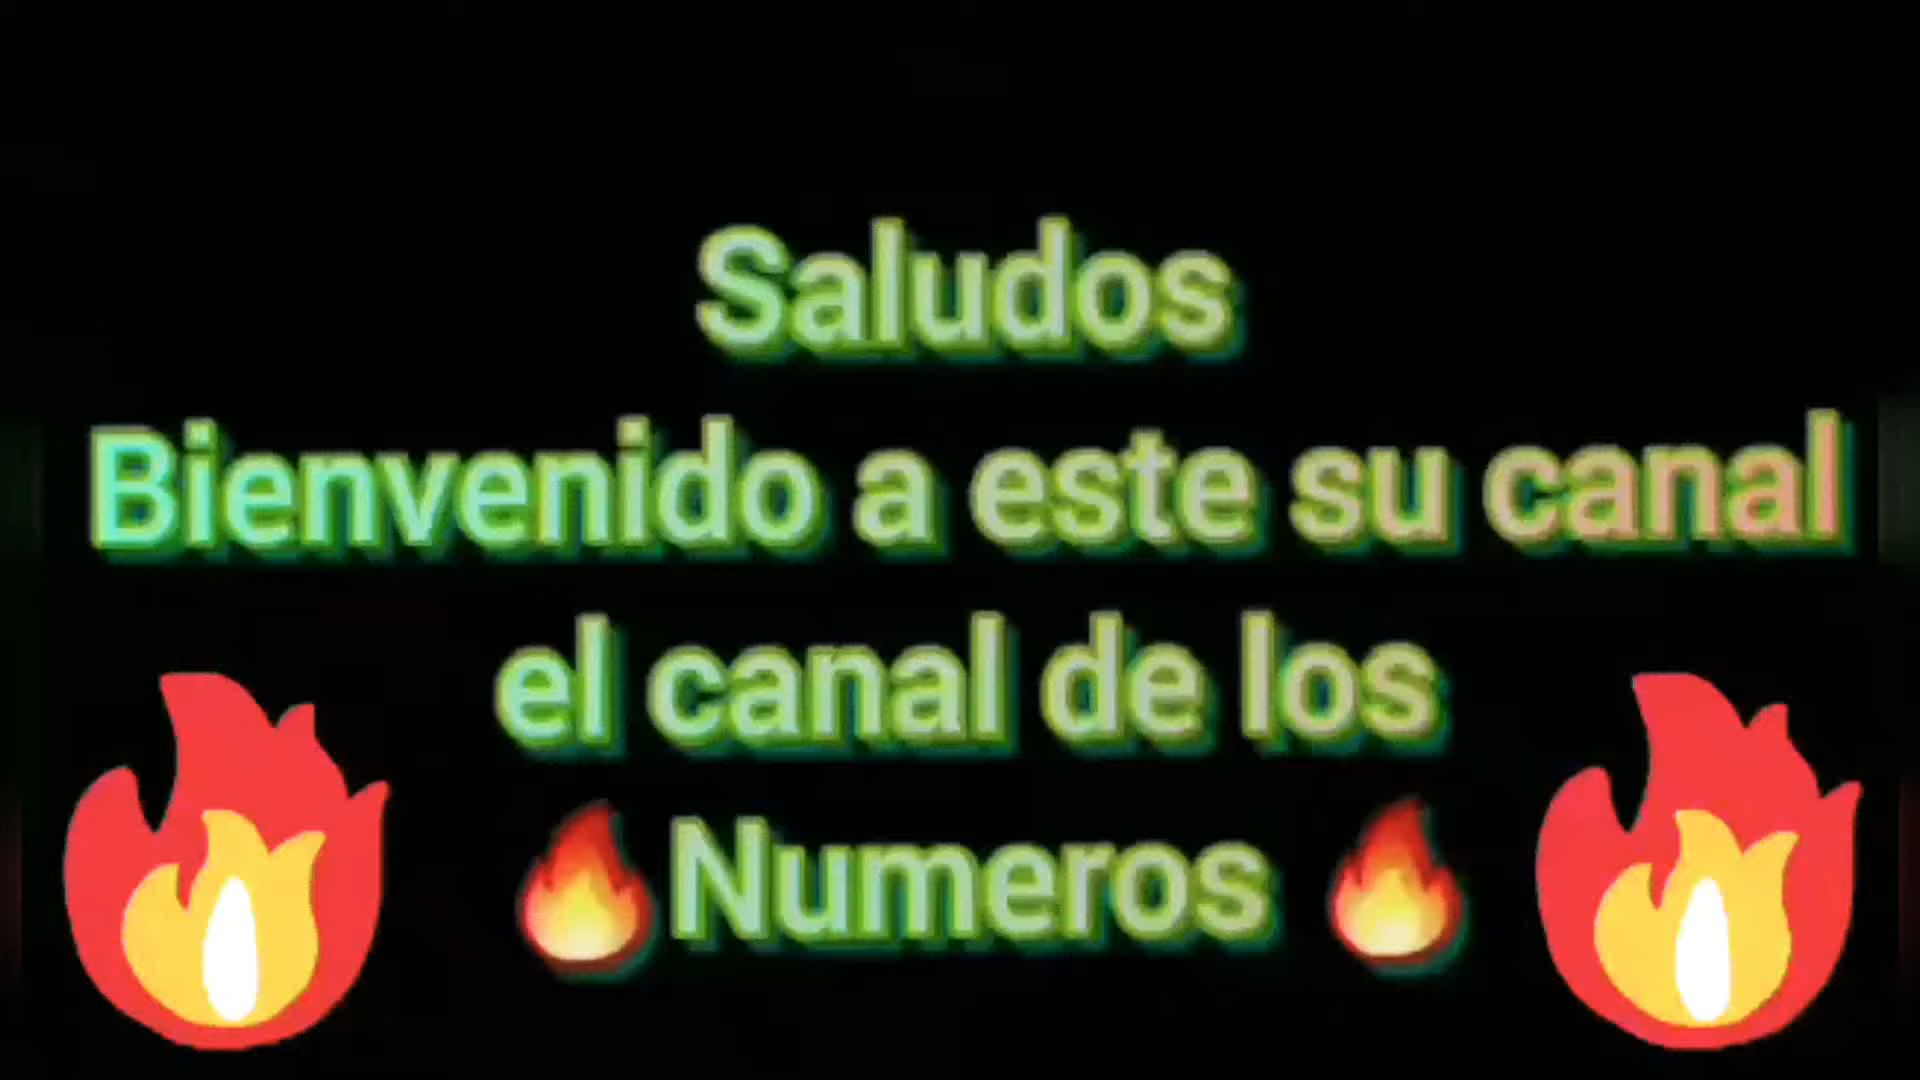 Saludos
Bienvenido a este su canal
el canal de los
🔥Numeros 🔥